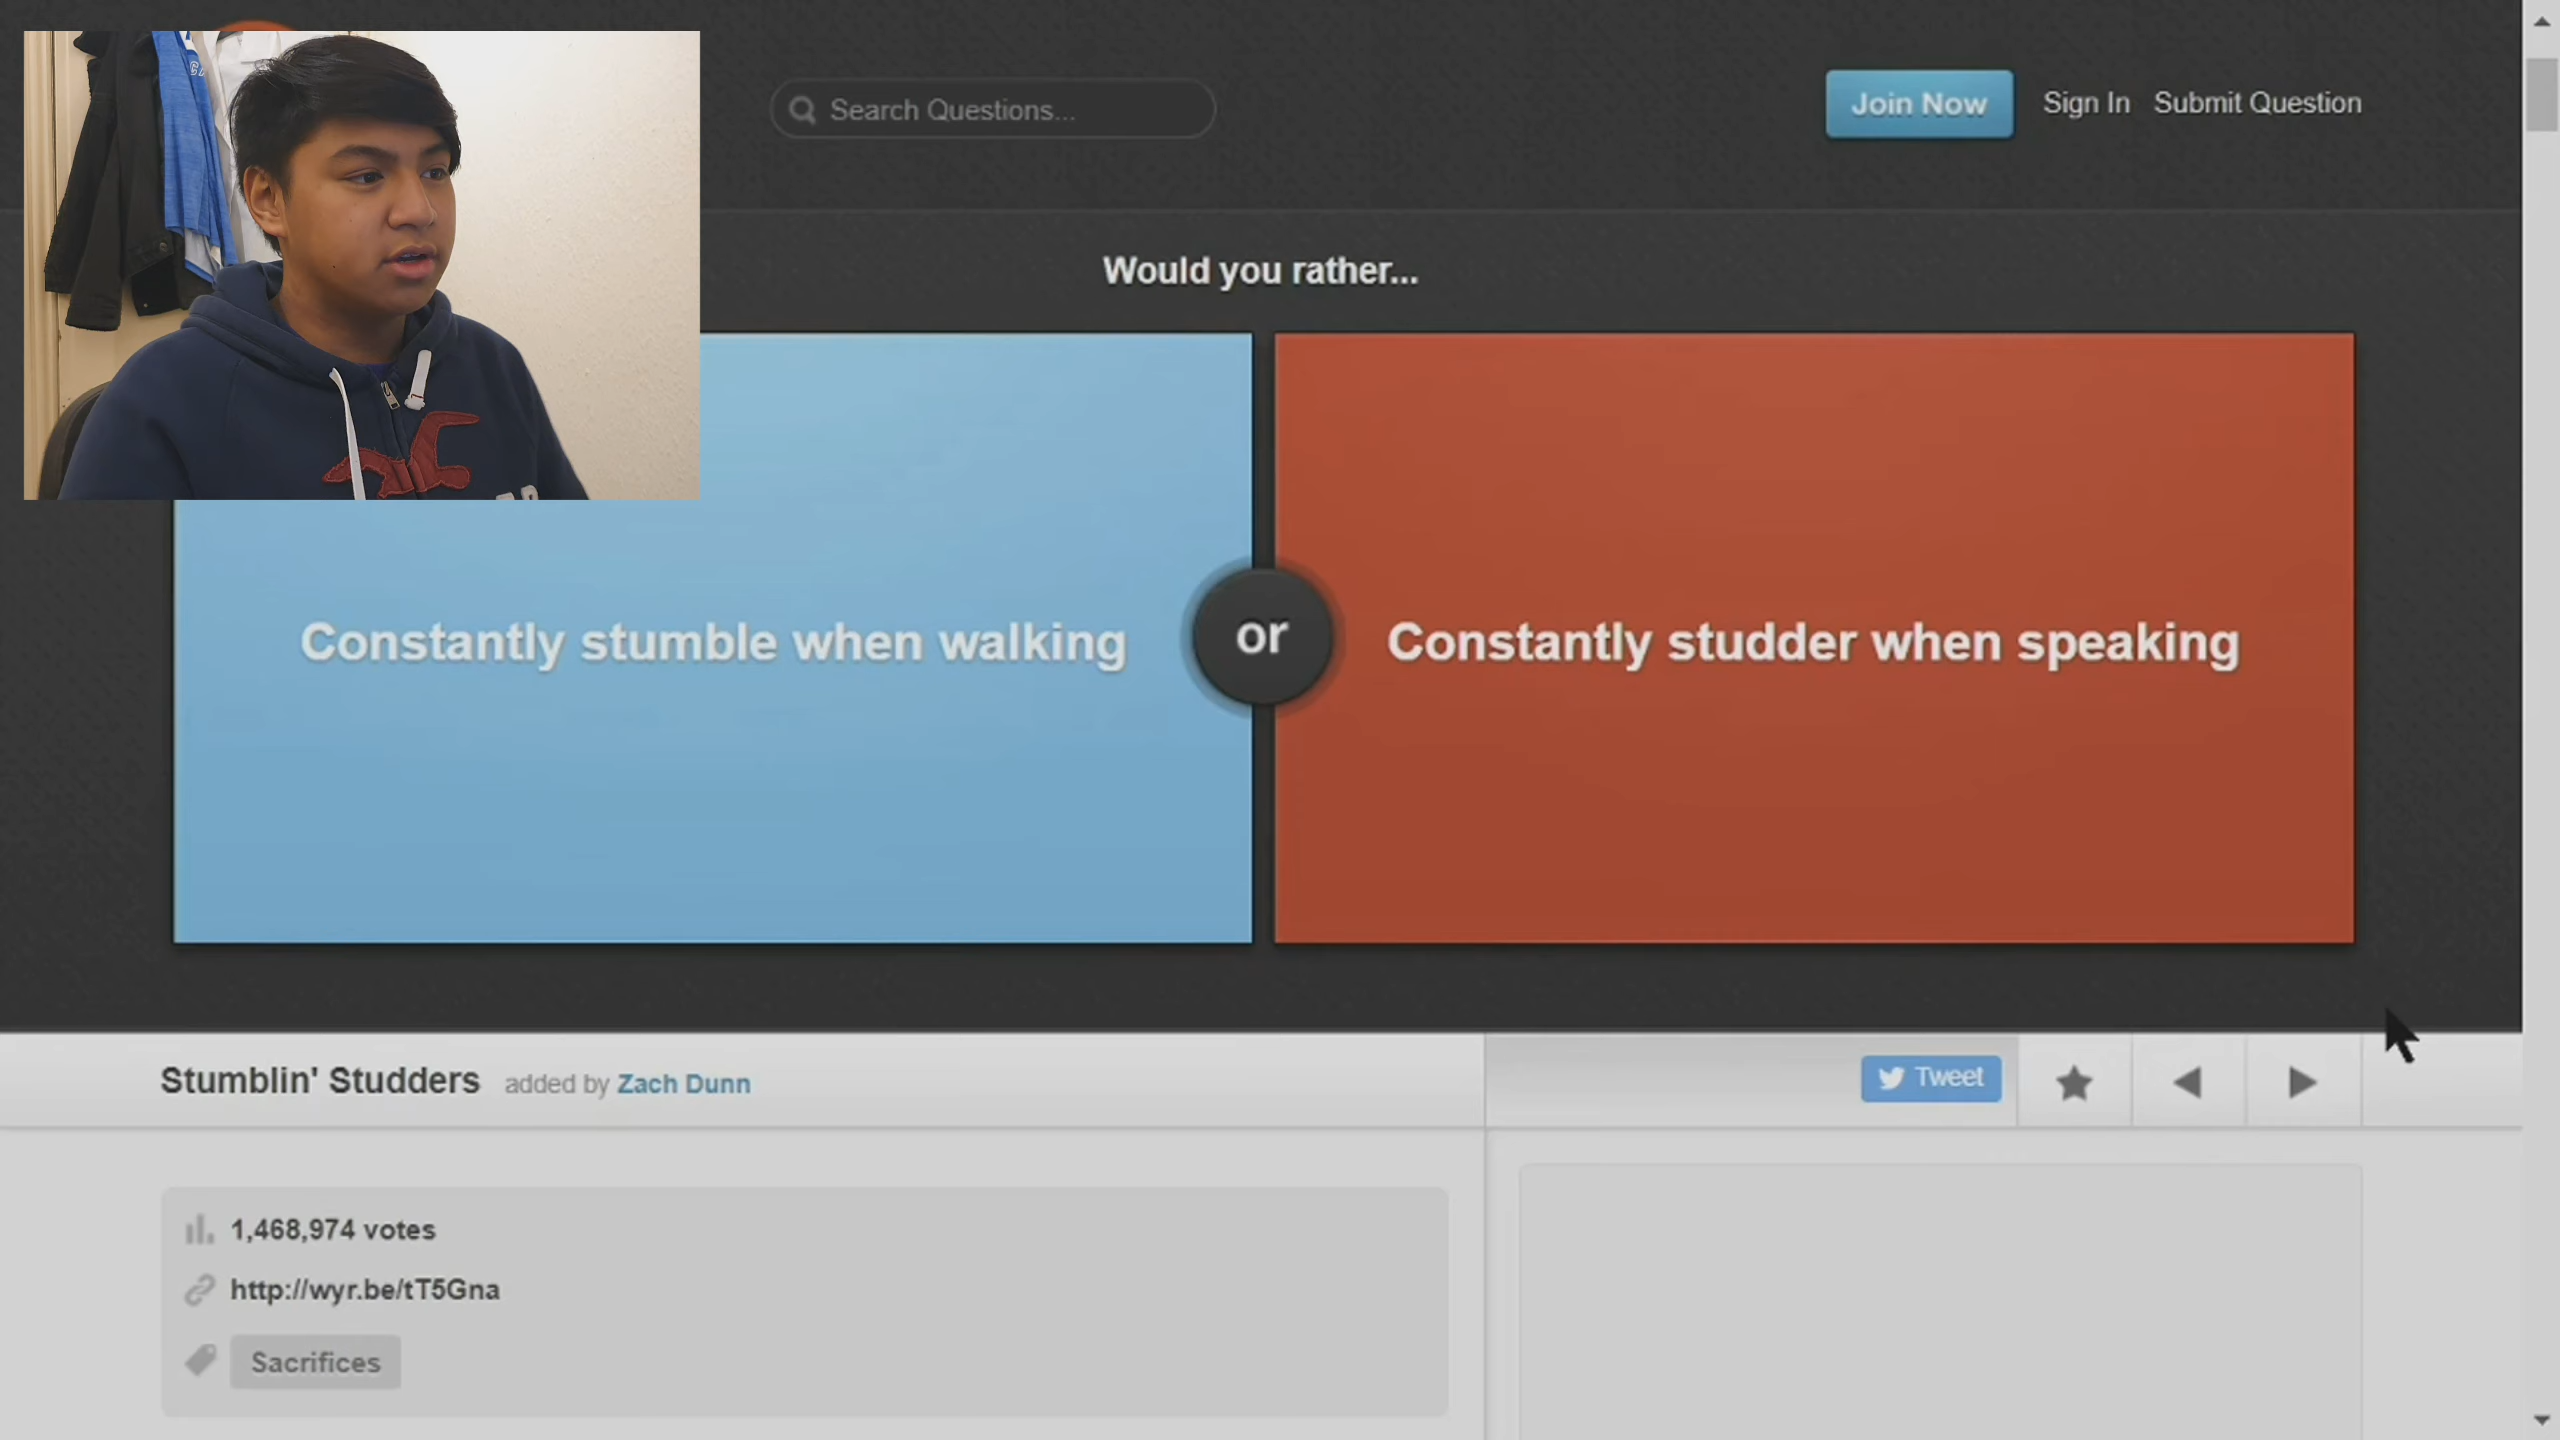 Search Questions...
Join Now
Sign In
Submit Question
Would you rather...
Constantly stumble when walking
or
Constantly studder when speaking
Stumblin' Studders added by Zach Dunn
Tweet
1,468,974 votes
http://wyr.be/tT5Gna
Sacrifices